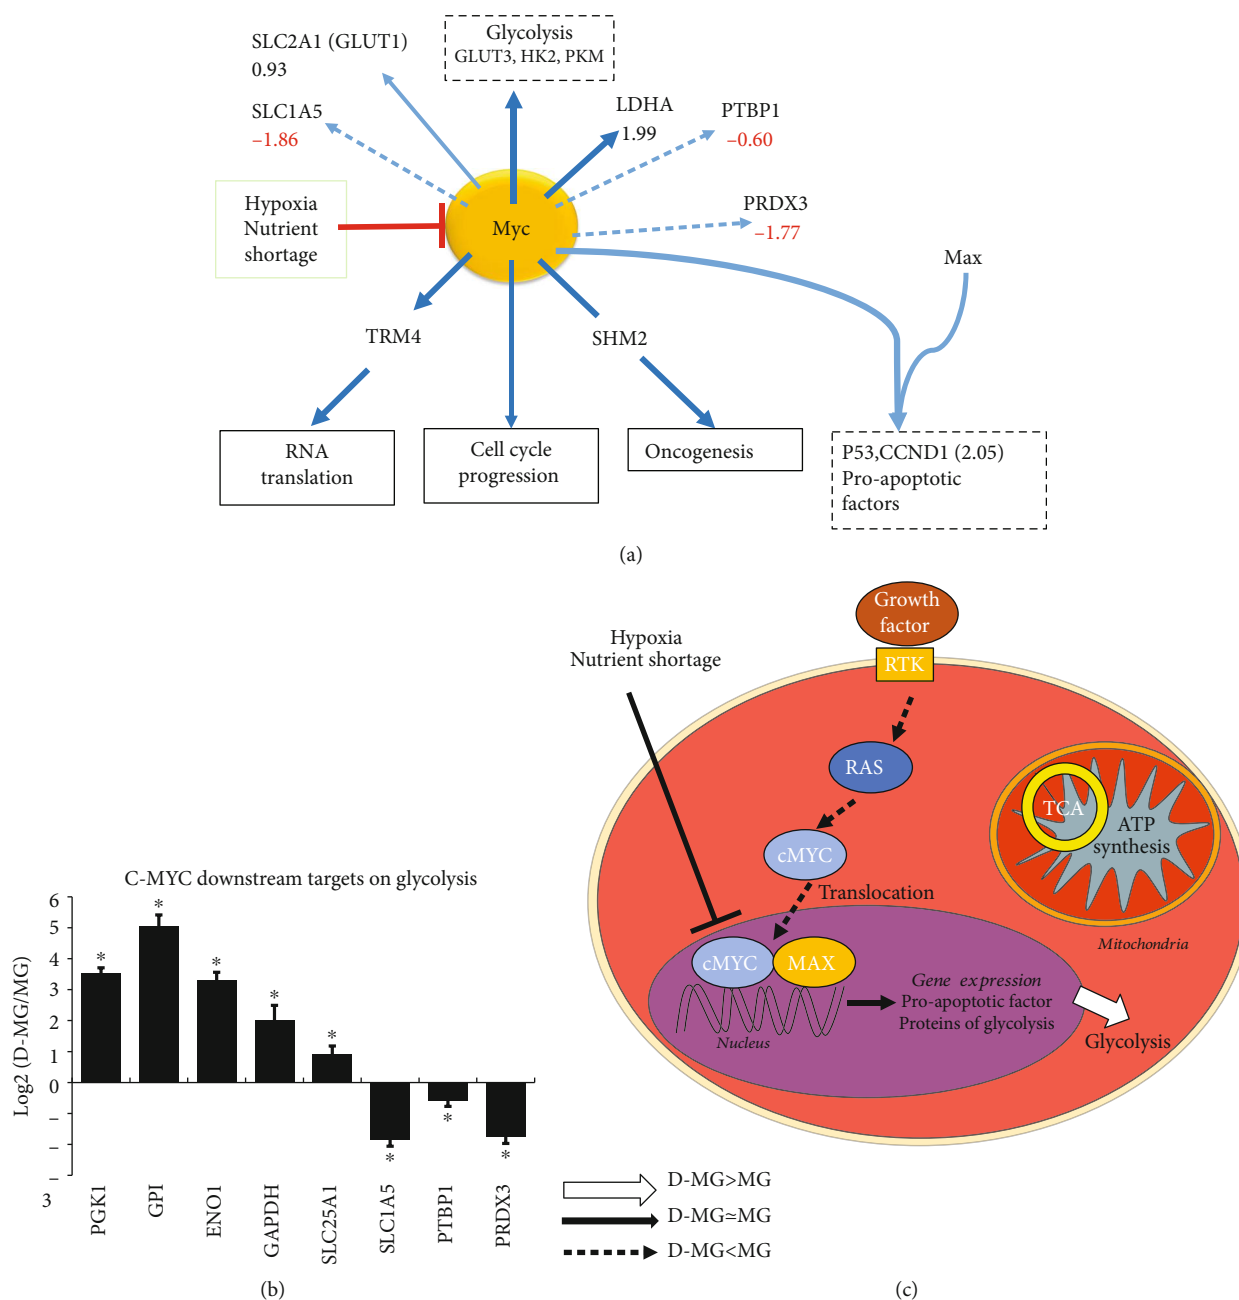 SLC2A1 (GLUT1)
0.93
Glycolysis
GLUT3, HK2, PKM
SLC1A5
–1.86
LDHA
1.99
PTBP1
–0.60
Hypoxia
Nutrient
shortage
Myc
PRDX3
–1.77
Max
TRM4
SHM2
RNA
translation
Cell cycle
progression
Oncogenesis
P53,CCND1 (2.05)
Pro-apoptotic
factors
(a)
C-MYC downstream targets on glycolysis
Log2 (D-MG/MG)
6
5
4
3
2
1
0
–
–
–
3
*
*
*
*
*
*
*
*
PGK1
GPI
ENO1
GAPDH
SLC25A1
SLC1A5
PTBP1
PRDX3
(b)
Growth
factor
RTK
Hypoxia
Nutrient shortage
RAS
cMYC
Translocation
TCA
ATP
synthesis
Mitochondria
cMYC
MAX
Gene expression
Pro-apoptotic factor
Proteins of glycolysis
Nucleus
Glycolysis
D-MG>MG
D-MG≃MG
D-MG<MG
(c)